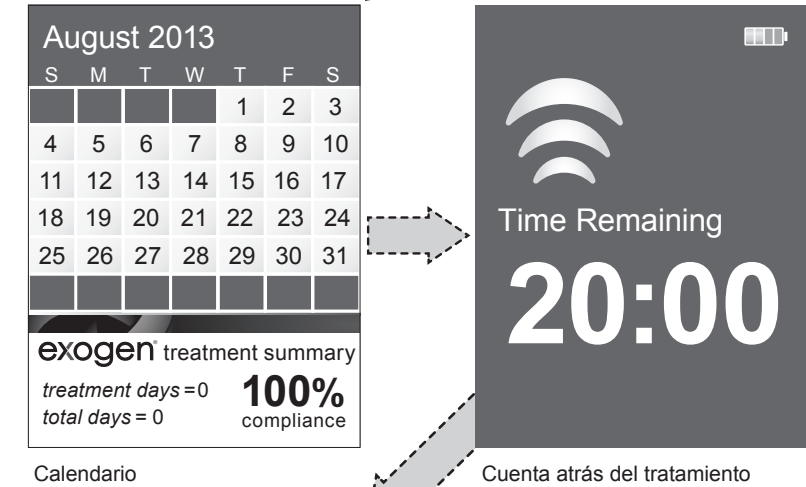 August 2013
S M T W T F S
1 2 3
4 5 6 7 8 9 10
11 12 13 14 15 16 17
18 19 20 21 22 23 24
25 26 27 28 29 30 31
exogen® treatment summary
treatment days = 0
total days = 0
100%
compliance
Calendario
Time Remaining
20:00
Cuenta atrás del tratamiento